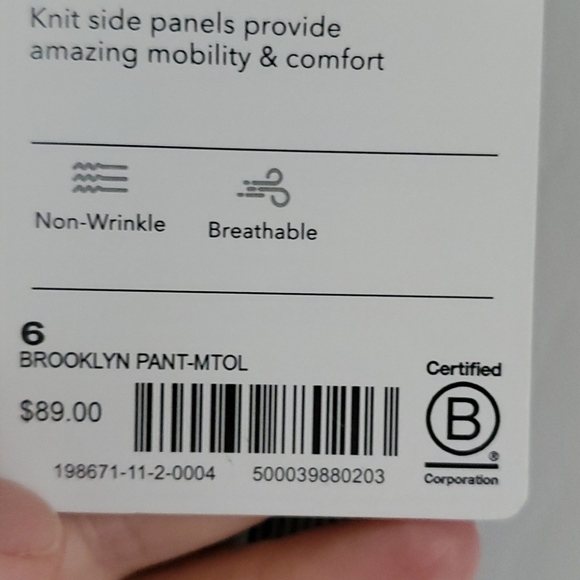 Knit side panels provide
amazing mobility & comfort
Non-Wrinkle
Breathable
6
BROOKLYN PANT-MTOL
$89.00
198671-11-2-0004 500039880203
Certified
B
®
Corporation